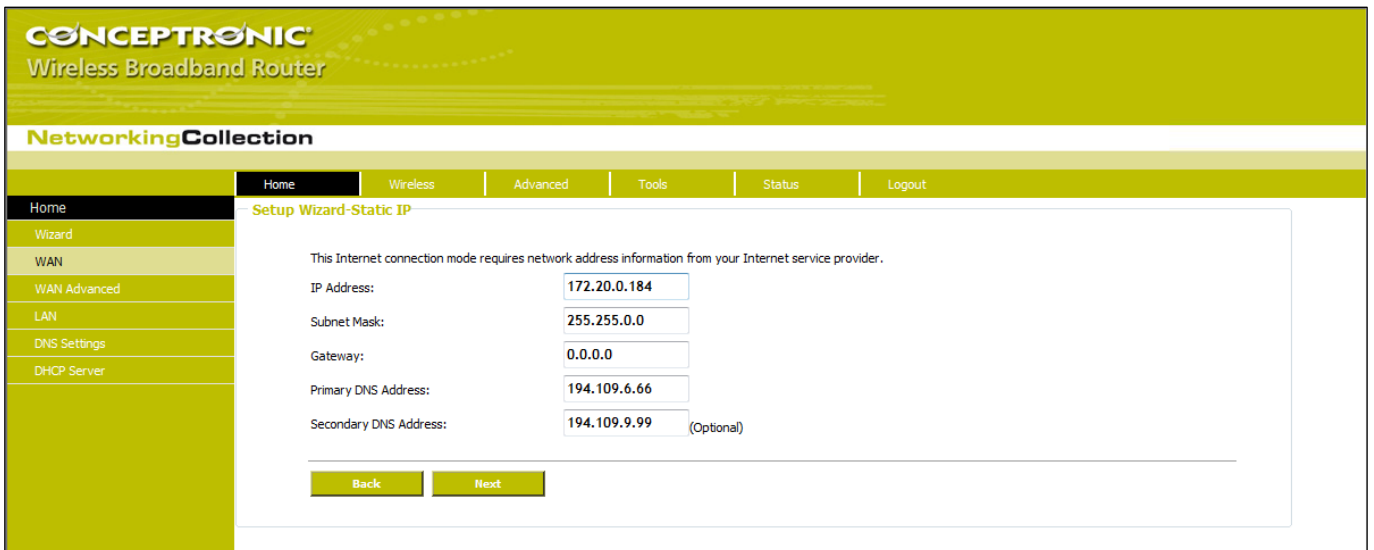 CONCEPTRONIC®
Wireless Broadband Router
NetworkingCollection
Home Wireless Advanced Tools Status Logout
Home
Wizard
WAN
WAN Advanced
LAN
DNS Settings
DHCP Server
Setup Wizard-Static IP
This Internet connection mode requires network address information from your Internet service provider.
IP Address: 172.20.0.184
Subnet Mask: 255.255.0.0
Gateway: 0.0.0.0
Primary DNS Address: 194.109.6.66
Secondary DNS Address: 194.109.9.99 (Optional)
Back Next